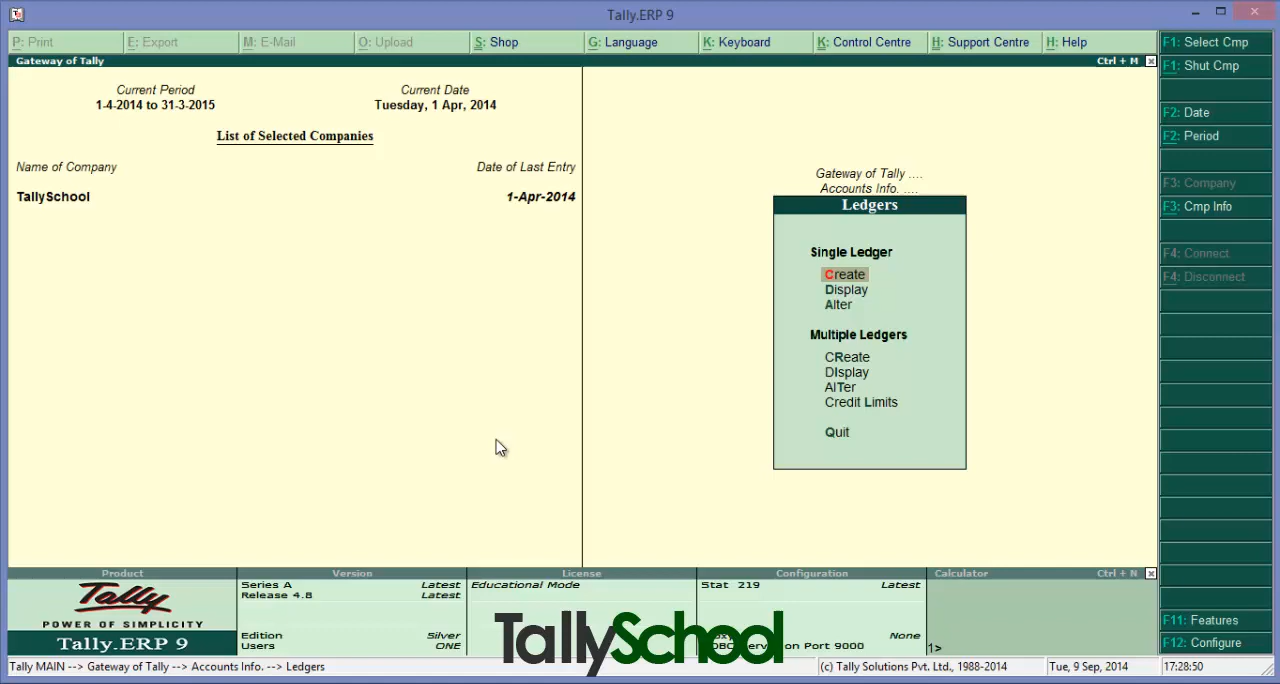 Tally.ERP 9
P: Print
E: Export
M: E-Mail
O: Upload
S: Shop
G: Language
K: Keyboard
K: Control Centre
H: Support Centre
H: Help
F1: Select Cmp
F1: Shut Cmp
F2: Date
F2: Period
F3: Company
F3: Cmp Info
F4: Connect
F4: Disconnect
F11: Features
F12: Configure
Gateway of Tally
Ctrl + M
Current Period
1-4-2014 to 31-3-2015
Current Date
Tuesday, 1 Apr, 2014
List of Selected Companies
Name of Company
Date of Last Entry
TallySchool
1-Apr-2014
Gateway of Tally ....
Accounts Info. ....
Ledgers
Single Ledger
Create
Display
Alter
Multiple Ledgers
CReate
DIsplay
AlTer
Credit Limits
Quit
Product
Tally
POWER OF SIMPLICITY
Tally.ERP 9
Version
Series A Latest
Release 4.8 Latest
Edition Silver
Users ONE
License
Educational Mode
Configuration
Stat 219 Latest
None
on Port 9000
Calculator
Ctrl + N
1>
TallySchool
Tally MAIN --> Gateway of Tally --> Accounts Info. --> Ledgers
(c) Tally Solutions Pvt. Ltd., 1988-2014
Tue, 9 Sep, 2014
17:28:50